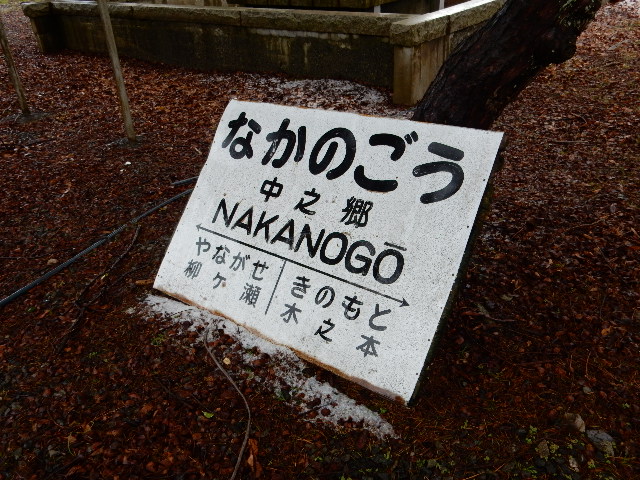 なかのごう
中之郷
NAKANOGŌ
やながせ きのもと
柳ヶ瀬 木之本